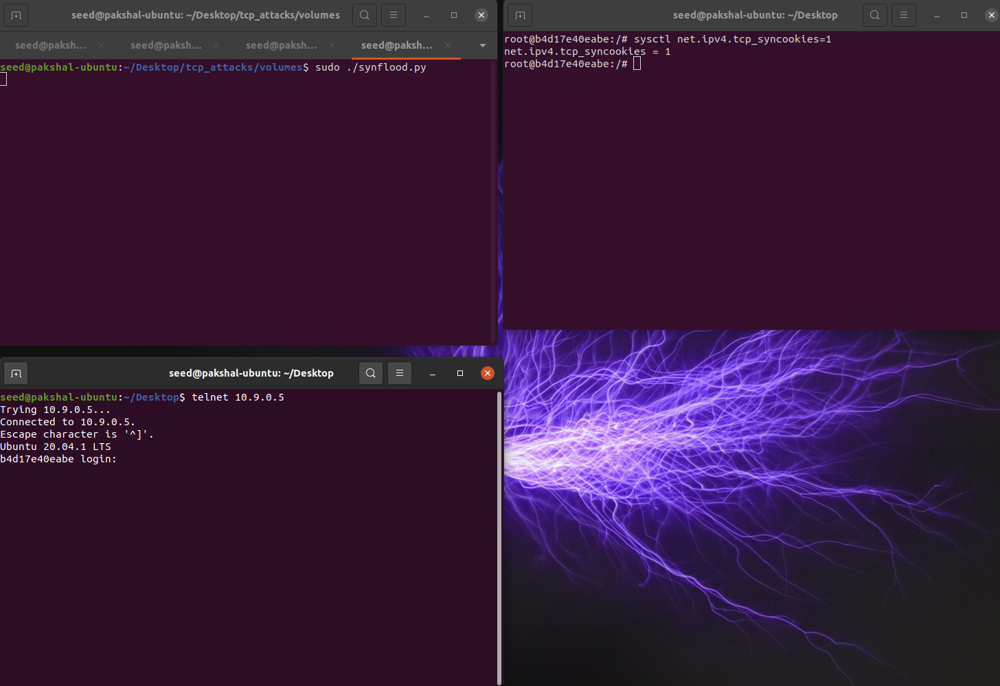 seed@pakshal-ubuntu: ~/Desktop/tcp_attacks/volumes
seed@paksh...
seed@paksh...
seed@paksh...
seed@paksh...
seed@pakshal-ubuntu:~/Desktop/tcp_attacks/volumes$ sudo ./synflood.py
seed@pakshal-ubuntu: ~/Desktop
root@b4d17e40eabe:/# sysctl net.ipv4.tcp_syncookies=1
net.ipv4.tcp_syncookies = 1
root@b4d17e40eabe:/#
seed@pakshal-ubuntu: ~/Desktop
seed@pakshal-ubuntu:~/Desktop$ telnet 10.9.0.5
Trying 10.9.0.5...
Connected to 10.9.0.5.
Escape character is '^]'.
Ubuntu 20.04.1 LTS
b4d17e40eabe login: